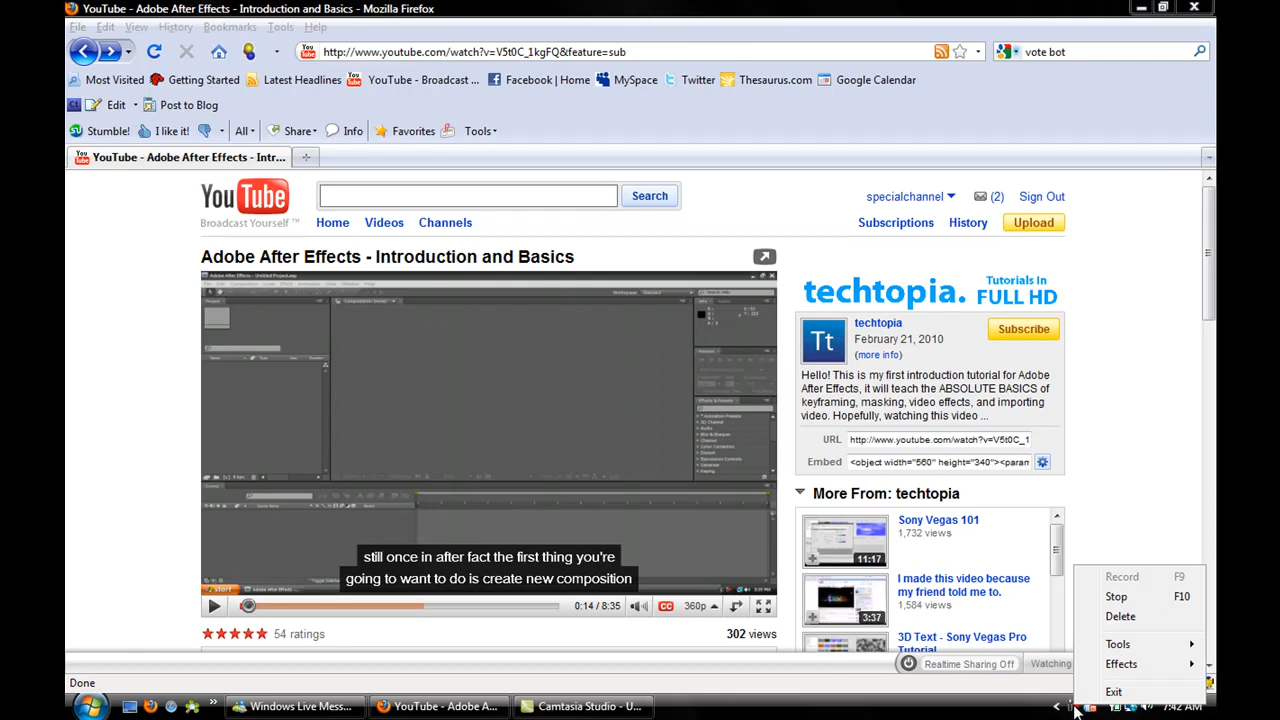 YouTube - Adobe After Effects - Introduction and Basics - Mozilla Firefox
File Edit View History Bookmarks Tools Help
http://www.youtube.com/watch?v=V5t0C_1kgFQ&feature=sub
vote bot
Most Visited Getting Started Latest Headlines YouTube - Broadcast ... Facebook | Home MySpace Twitter Thesaurus.com Google Calendar
Edit Post to Blog
Stumble! I like it! All Share Info Favorites Tools
YouTube - Adobe After Effects - Intr...
YouTube
Broadcast Yourself ™
Search
specialchannel (2) Sign Out
Home Videos Channels
Subscriptions History Upload
Adobe After Effects - Introduction and Basics
still once in after fact the first thing you're
going to want to do is create new composition
0:14 / 8:35 CC 360p
54 ratings
302 views
techtopia.
Tutorials In
FULL HD
Tt
techtopia
February 21, 2010
(more info)
Subscribe
Hello! This is my first introduction tutorial for Adobe
After Effects, it will teach the ABSOLUTE BASICS of
keyframing, masking, video effects, and importing
video. Hopefully, watching this video ...
URL http://www.youtube.com/watch?v=V5t0C_1
Embed <object width="560" height="340"><param
More From: techtopia
11:17
Sony Vegas 101
1,732 views
3:37
I made this video because
my friend told me to.
1,584 views
3D Text - Sony Vegas Pro
Tutorial
Realtime Sharing Off Watching
Record F9
Stop F10
Delete
Tools
Effects
Exit
Done
Windows Live Mess... YouTube - Adobe A... Camtasia Studio - U...
7:42 AM